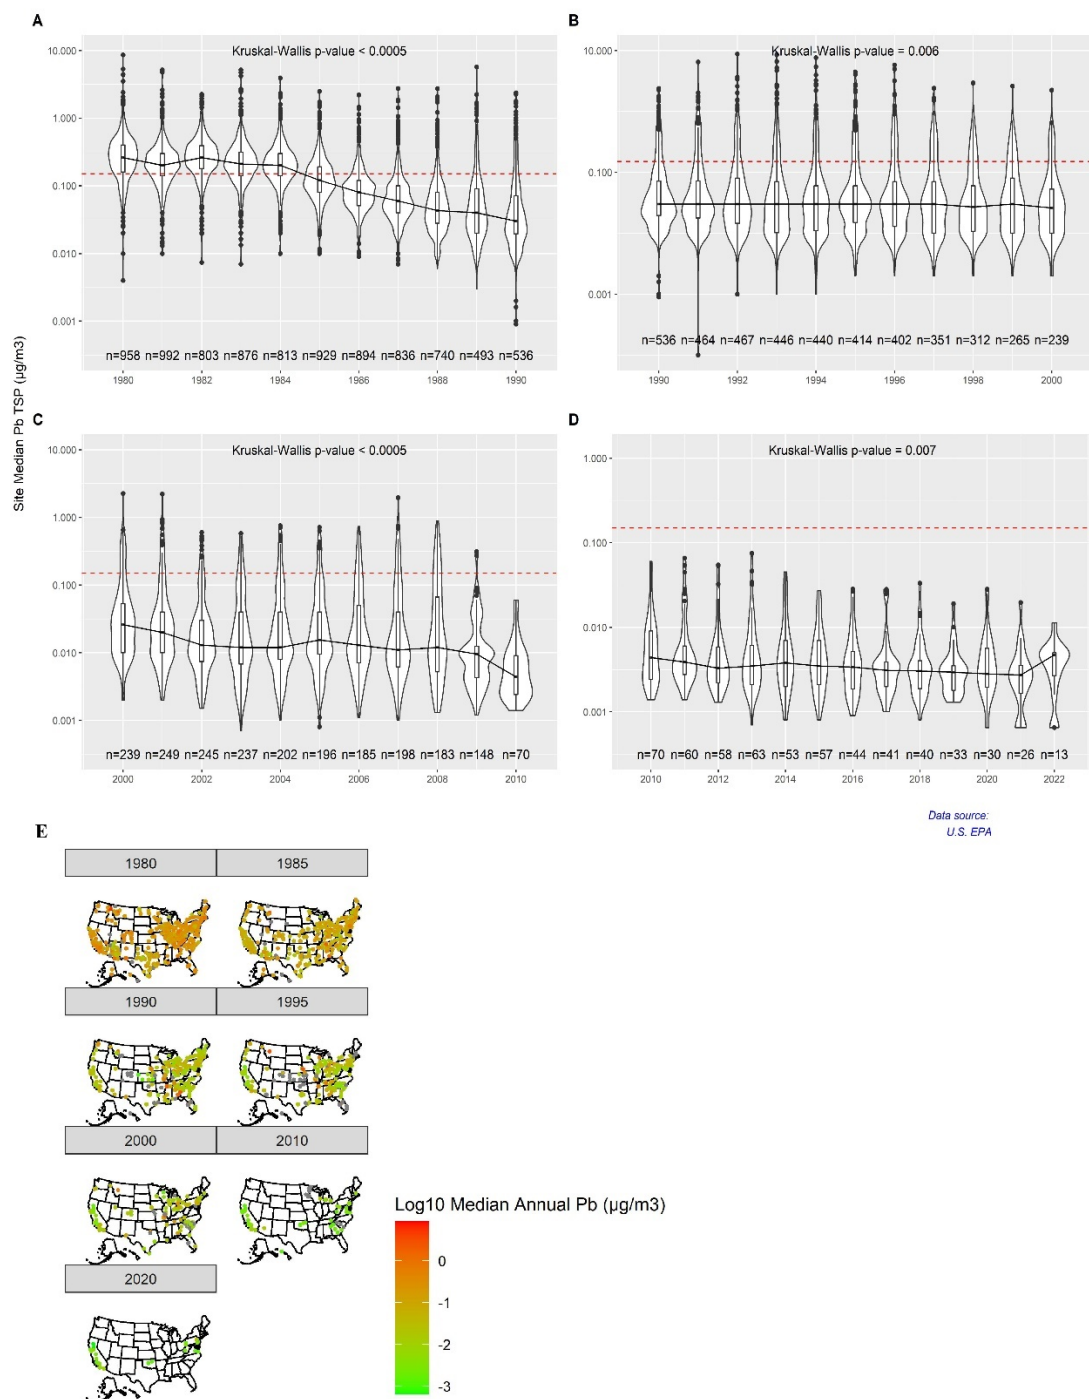 A
Kruskal-Wallis p-value < 0.0005
10.000
1.000
0.100
0.010
0.001
n=958 n=992 n=803 n=876 n=813 n=929 n=894 n=836 n=740 n=493 n=536
1980 1982 1984 1986 1988 1990
B
Kruskal-Wallis p-value = 0.006
10.000
0.100
0.001
n=536 n=464 n=467 n=446 n=440 n=414 n=402 n=351 n=312 n=265 n=239
1990 1992 1994 1996 1998 2000
Site Median Pb TSP (µg/m3)
C
Kruskal-Wallis p-value < 0.0005
10.000
1.000
0.100
0.010
0.001
n=239 n=249 n=245 n=237 n=202 n=196 n=185 n=198 n=183 n=148 n=70
2000 2002 2004 2006 2008 2010
D
Kruskal-Wallis p-value = 0.007
1.000
0.100
0.010
0.001
n=70 n=60 n=58 n=63 n=53 n=57 n=44 n=41 n=40 n=33 n=30 n=26 n=13
2010 2012 2014 2016 2018 2020 2022
Data source:
U.S. EPA
E
1980 1985
1990 1995
2000 2010
2020
Log10 Median Annual Pb (µg/m3)
0
-1
-2
-3